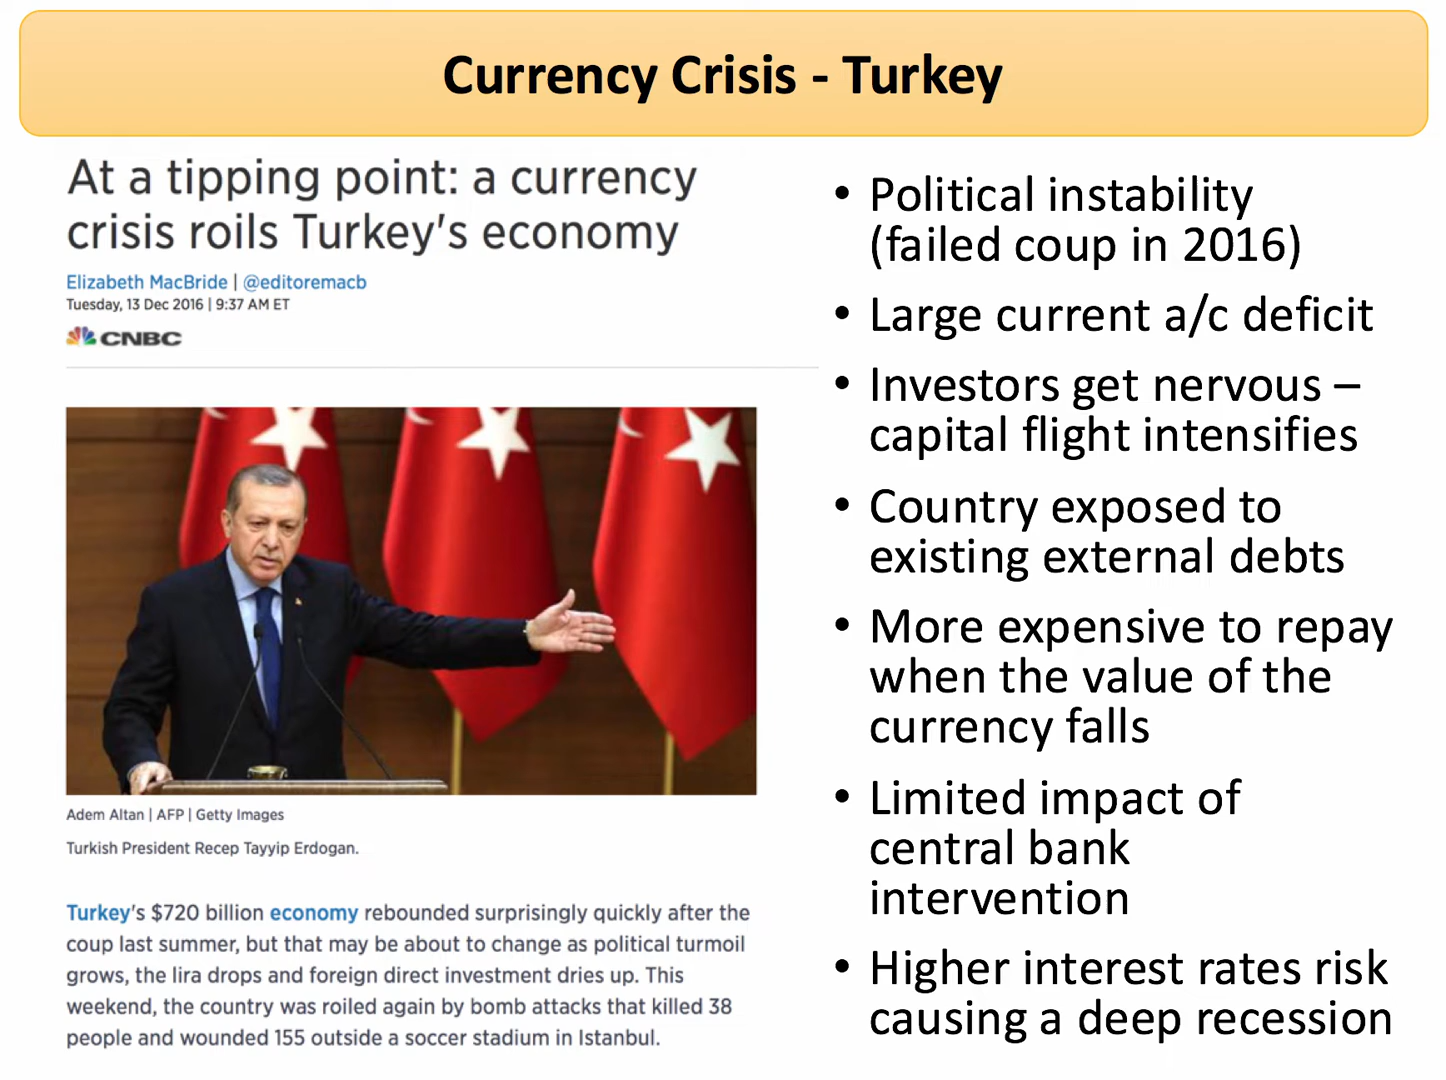 Currency Crisis - Turkey
At a tipping point: a currency
crisis roils Turkey's economy
Elizabeth MacBride | @editoremacb
Tuesday, 13 Dec 2016 | 9:37 AM ET
CNBC
Adem Altan | AFP | Getty Images
Turkish President Recep Tayyip Erdogan.
Turkey's $720 billion economy rebounded surprisingly quickly after the
coup last summer, but that may be about to change as political turmoil
grows, the lira drops and foreign direct investment dries up. This
weekend, the country was roiled again by bomb attacks that killed 38
people and wounded 155 outside a soccer stadium in Istanbul.
• Political instability
(failed coup in 2016)
• Large current a/c deficit
• Investors get nervous –
capital flight intensifies
• Country exposed to
existing external debts
• More expensive to repay
when the value of the
currency falls
• Limited impact of
central bank
intervention
• Higher interest rates risk
causing a deep recession